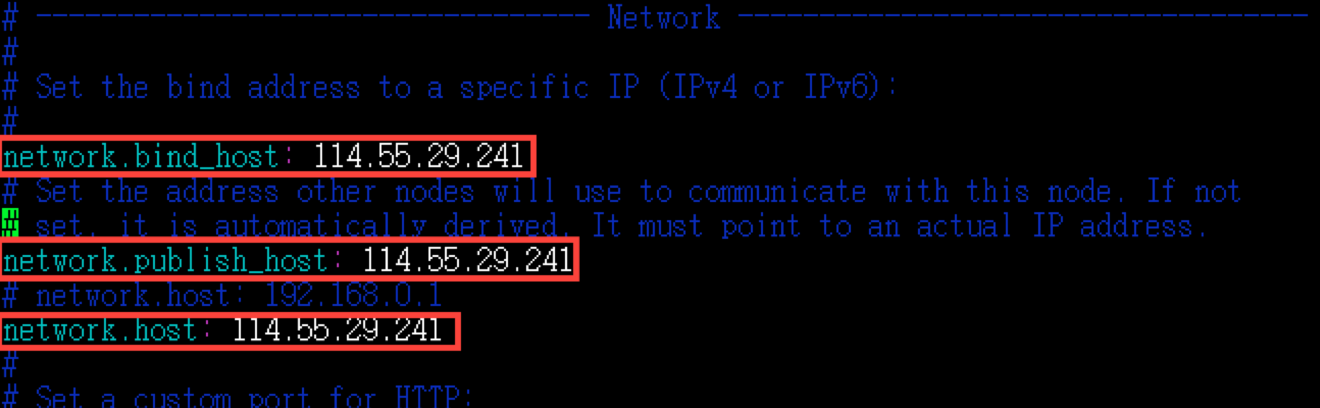 # ---------------------------------- Network -----------------------------------
#
# Set the bind address to a specific IP (IPv4 or IPv6):
#
network.bind_host: 114.55.29.241
# Set the address other nodes will use to communicate with this node. If not
# set, it is automatically derived. It must point to an actual IP address.
network.publish_host: 114.55.29.241
# network.host: 192.168.0.1
network.host: 114.55.29.241
#
# Set a custom port for HTTP: